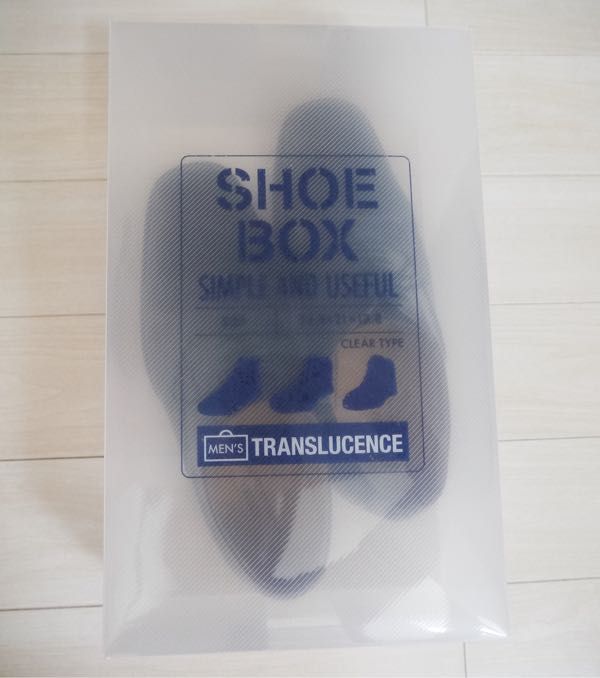 SHOE
BOX
SIMPLE AND USEFUL
CLEAR TYPE
MEN'S TRANSLUCENCE